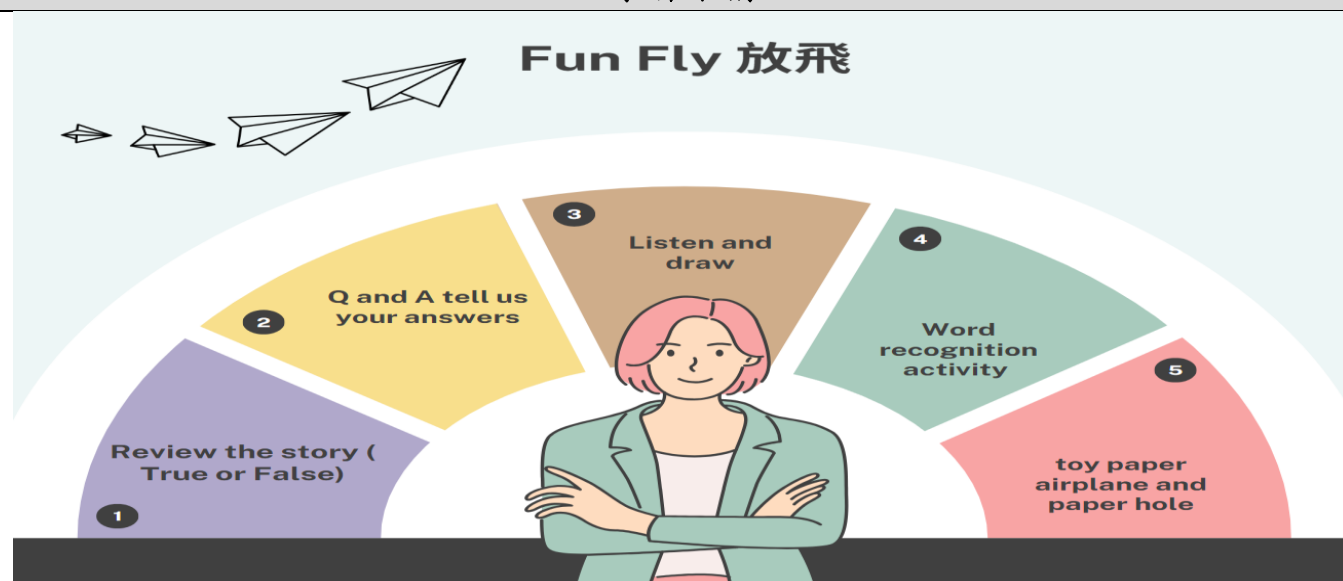 Fun Fly 放飛
1
Review the story (
True or False)
2
Q and A tell us
your answers
3
Listen and
draw
4
Word
recognition
activity
5
toy paper
airplane and
paper hole